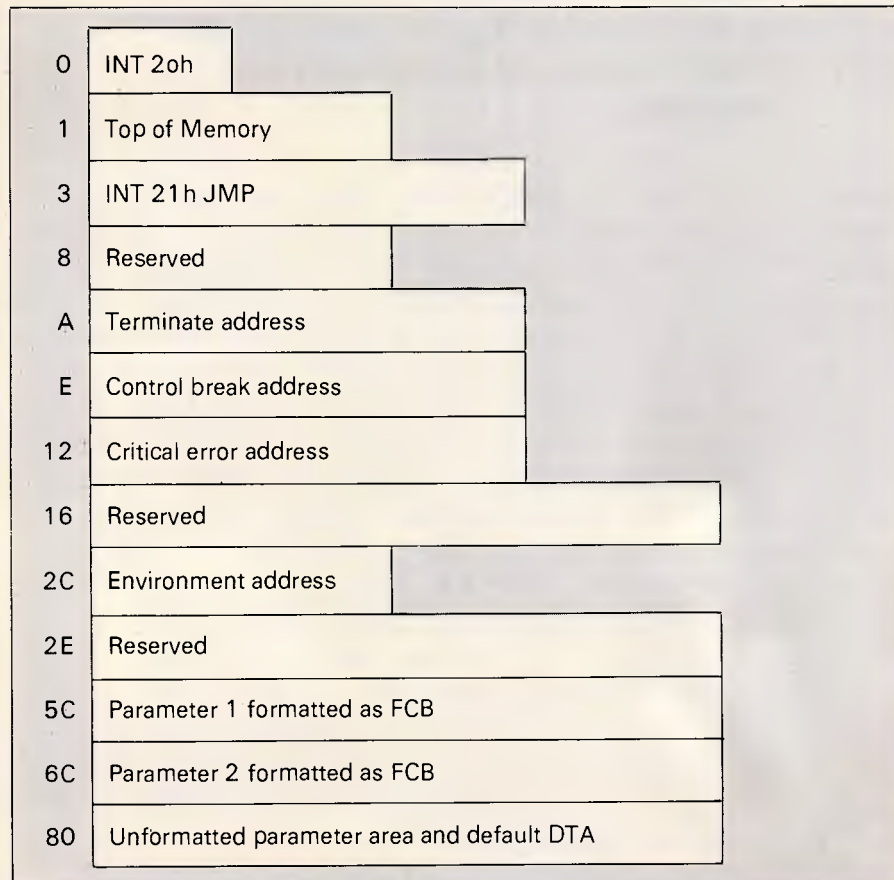 0 INT 2oh
1 Top of Memory
3 INT 21h JMP
8 Reserved
A Terminate address
E Control break address
12 Critical error address
16 Reserved
2C Environment address
2E Reserved
5C Parameter 1 formatted as FCB
6C Parameter 2 formatted as FCB
80 Unformatted parameter area and default DTA